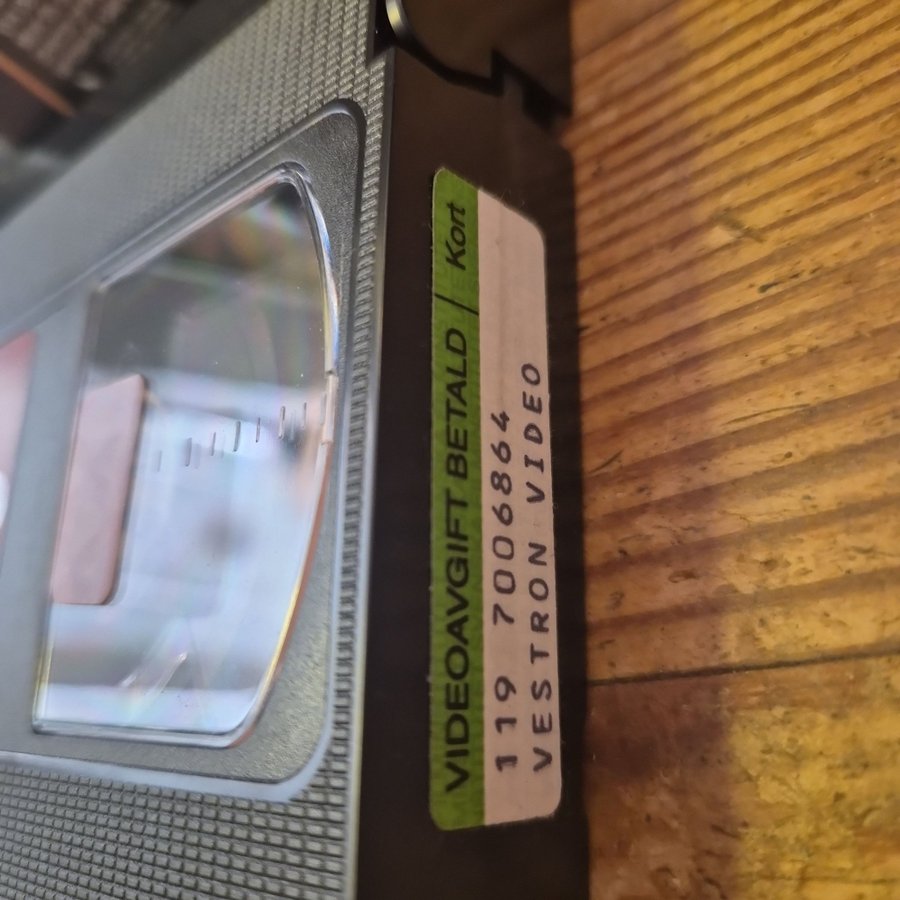 VIDEOAVGIFT BETALD / Kort
119 7006864
VESTRON VIDEO